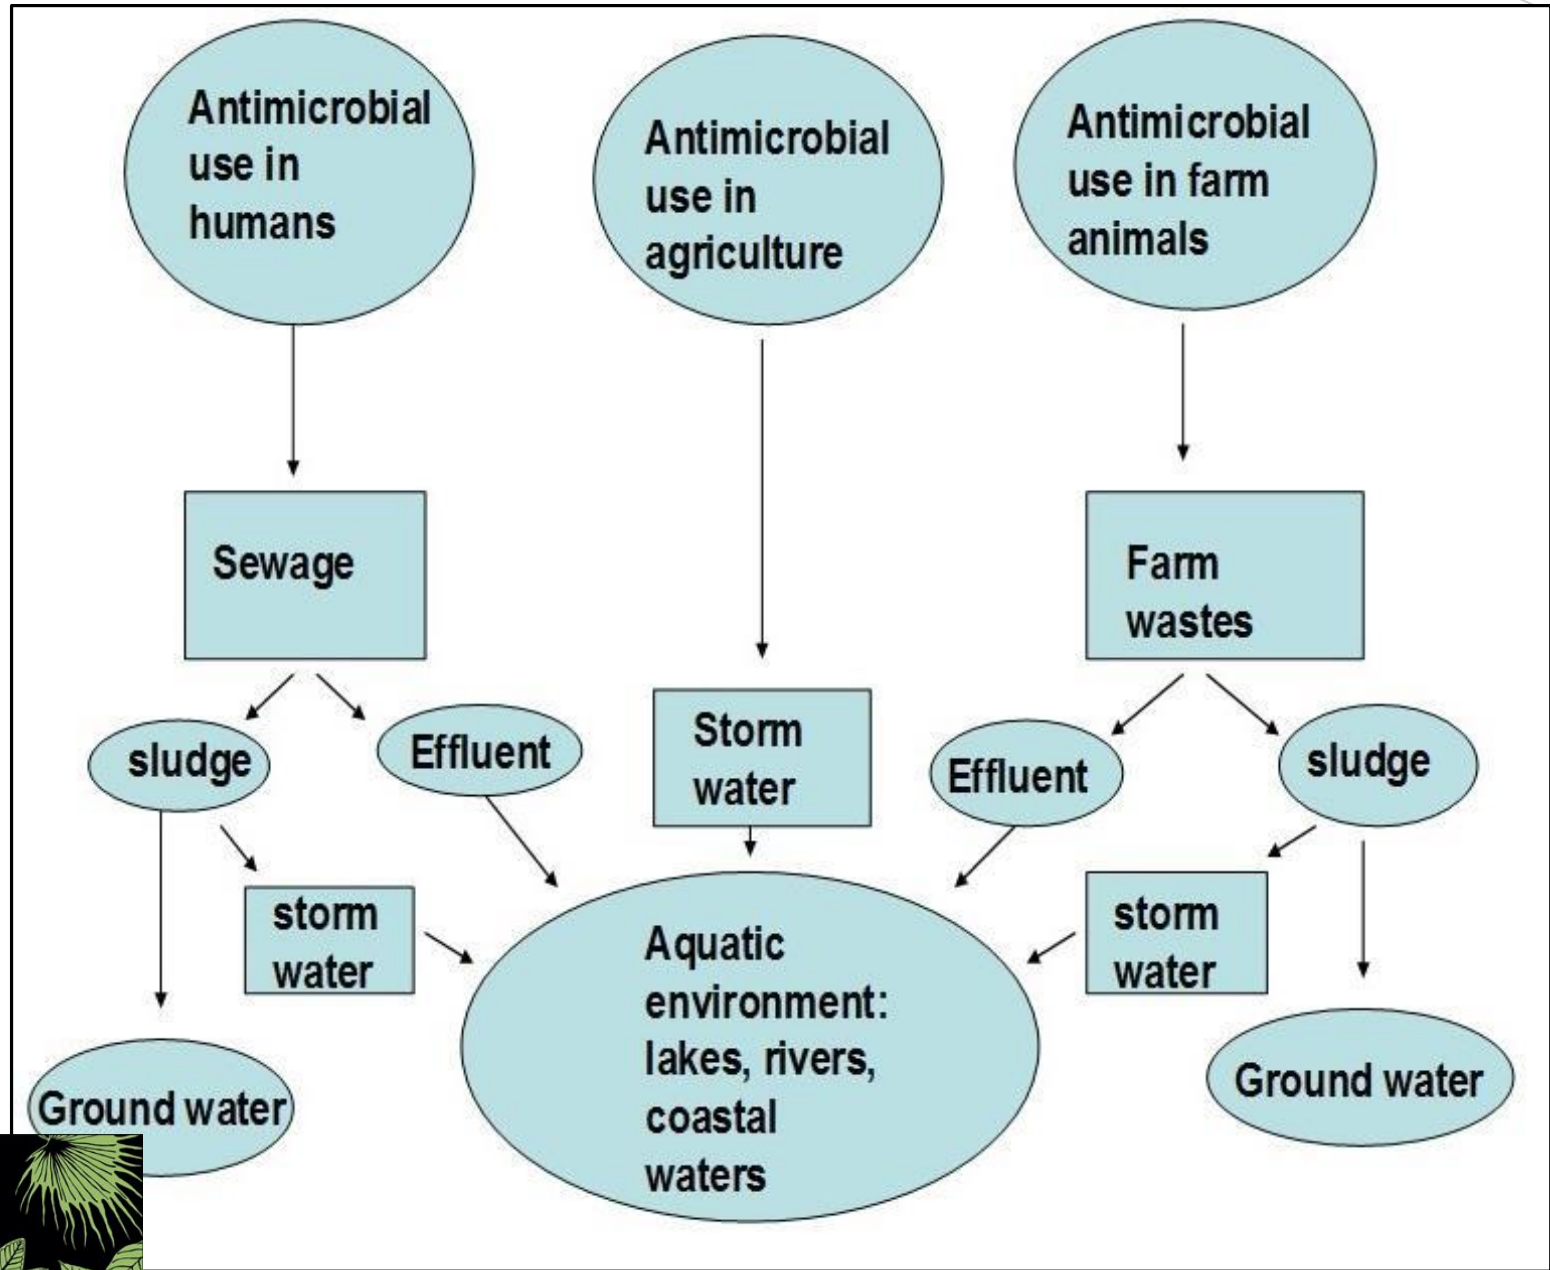 Antimicrobial
use in
humans
Antimicrobial
use in
agriculture
Antimicrobial
use in farm
animals
Sewage
Farm
wastes
sludge
Effluent
Storm
water
Effluent
sludge
storm
water
storm
water
Ground water
Aquatic
environment:
lakes, rivers,
coastal
waters
Ground water